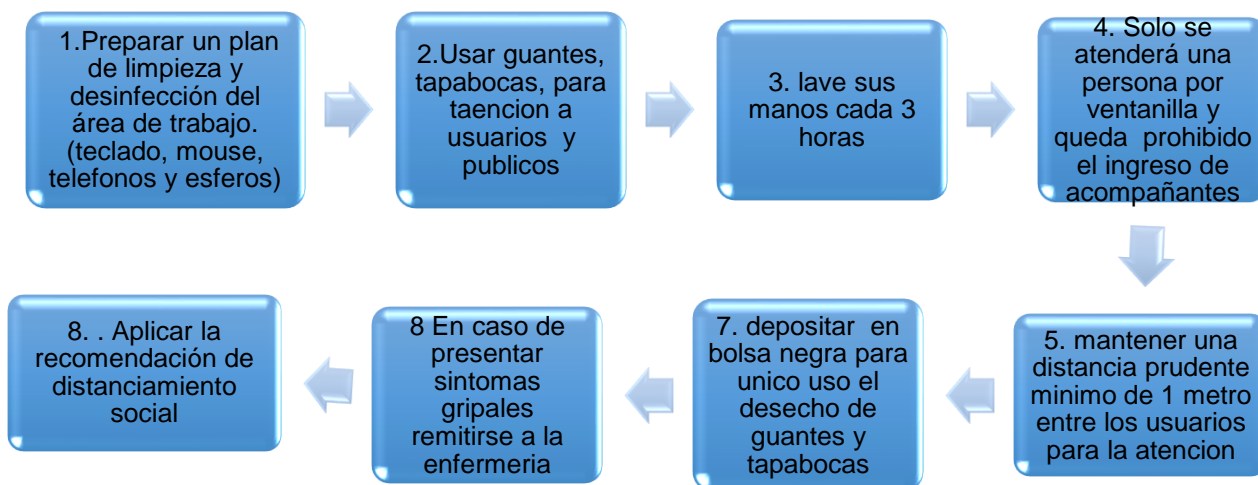 1.Preparar un plan
de limpieza y
desinfección del
área de trabajo.
(teclado, mouse,
telefonos y esferos)
2.Usar guantes,
tapabocas, para
taencion a
usuarios y
publicos
3. lave sus
manos cada 3
horas
4. Solo se
atenderá una
persona por
ventanilla y
queda prohibido
el ingreso de
acompañantes
5. mantener una
distancia prudente
minimo de 1 metro
entre los usuarios
para la atencion
7. depositar en
bolsa negra para
unico uso el
desecho de
guantes y
tapabocas
8 En caso de
presentar
sintomas
gripales
remitirse a la
enfermeria
8. . Aplicar la
recomendación de
distanciamiento
social